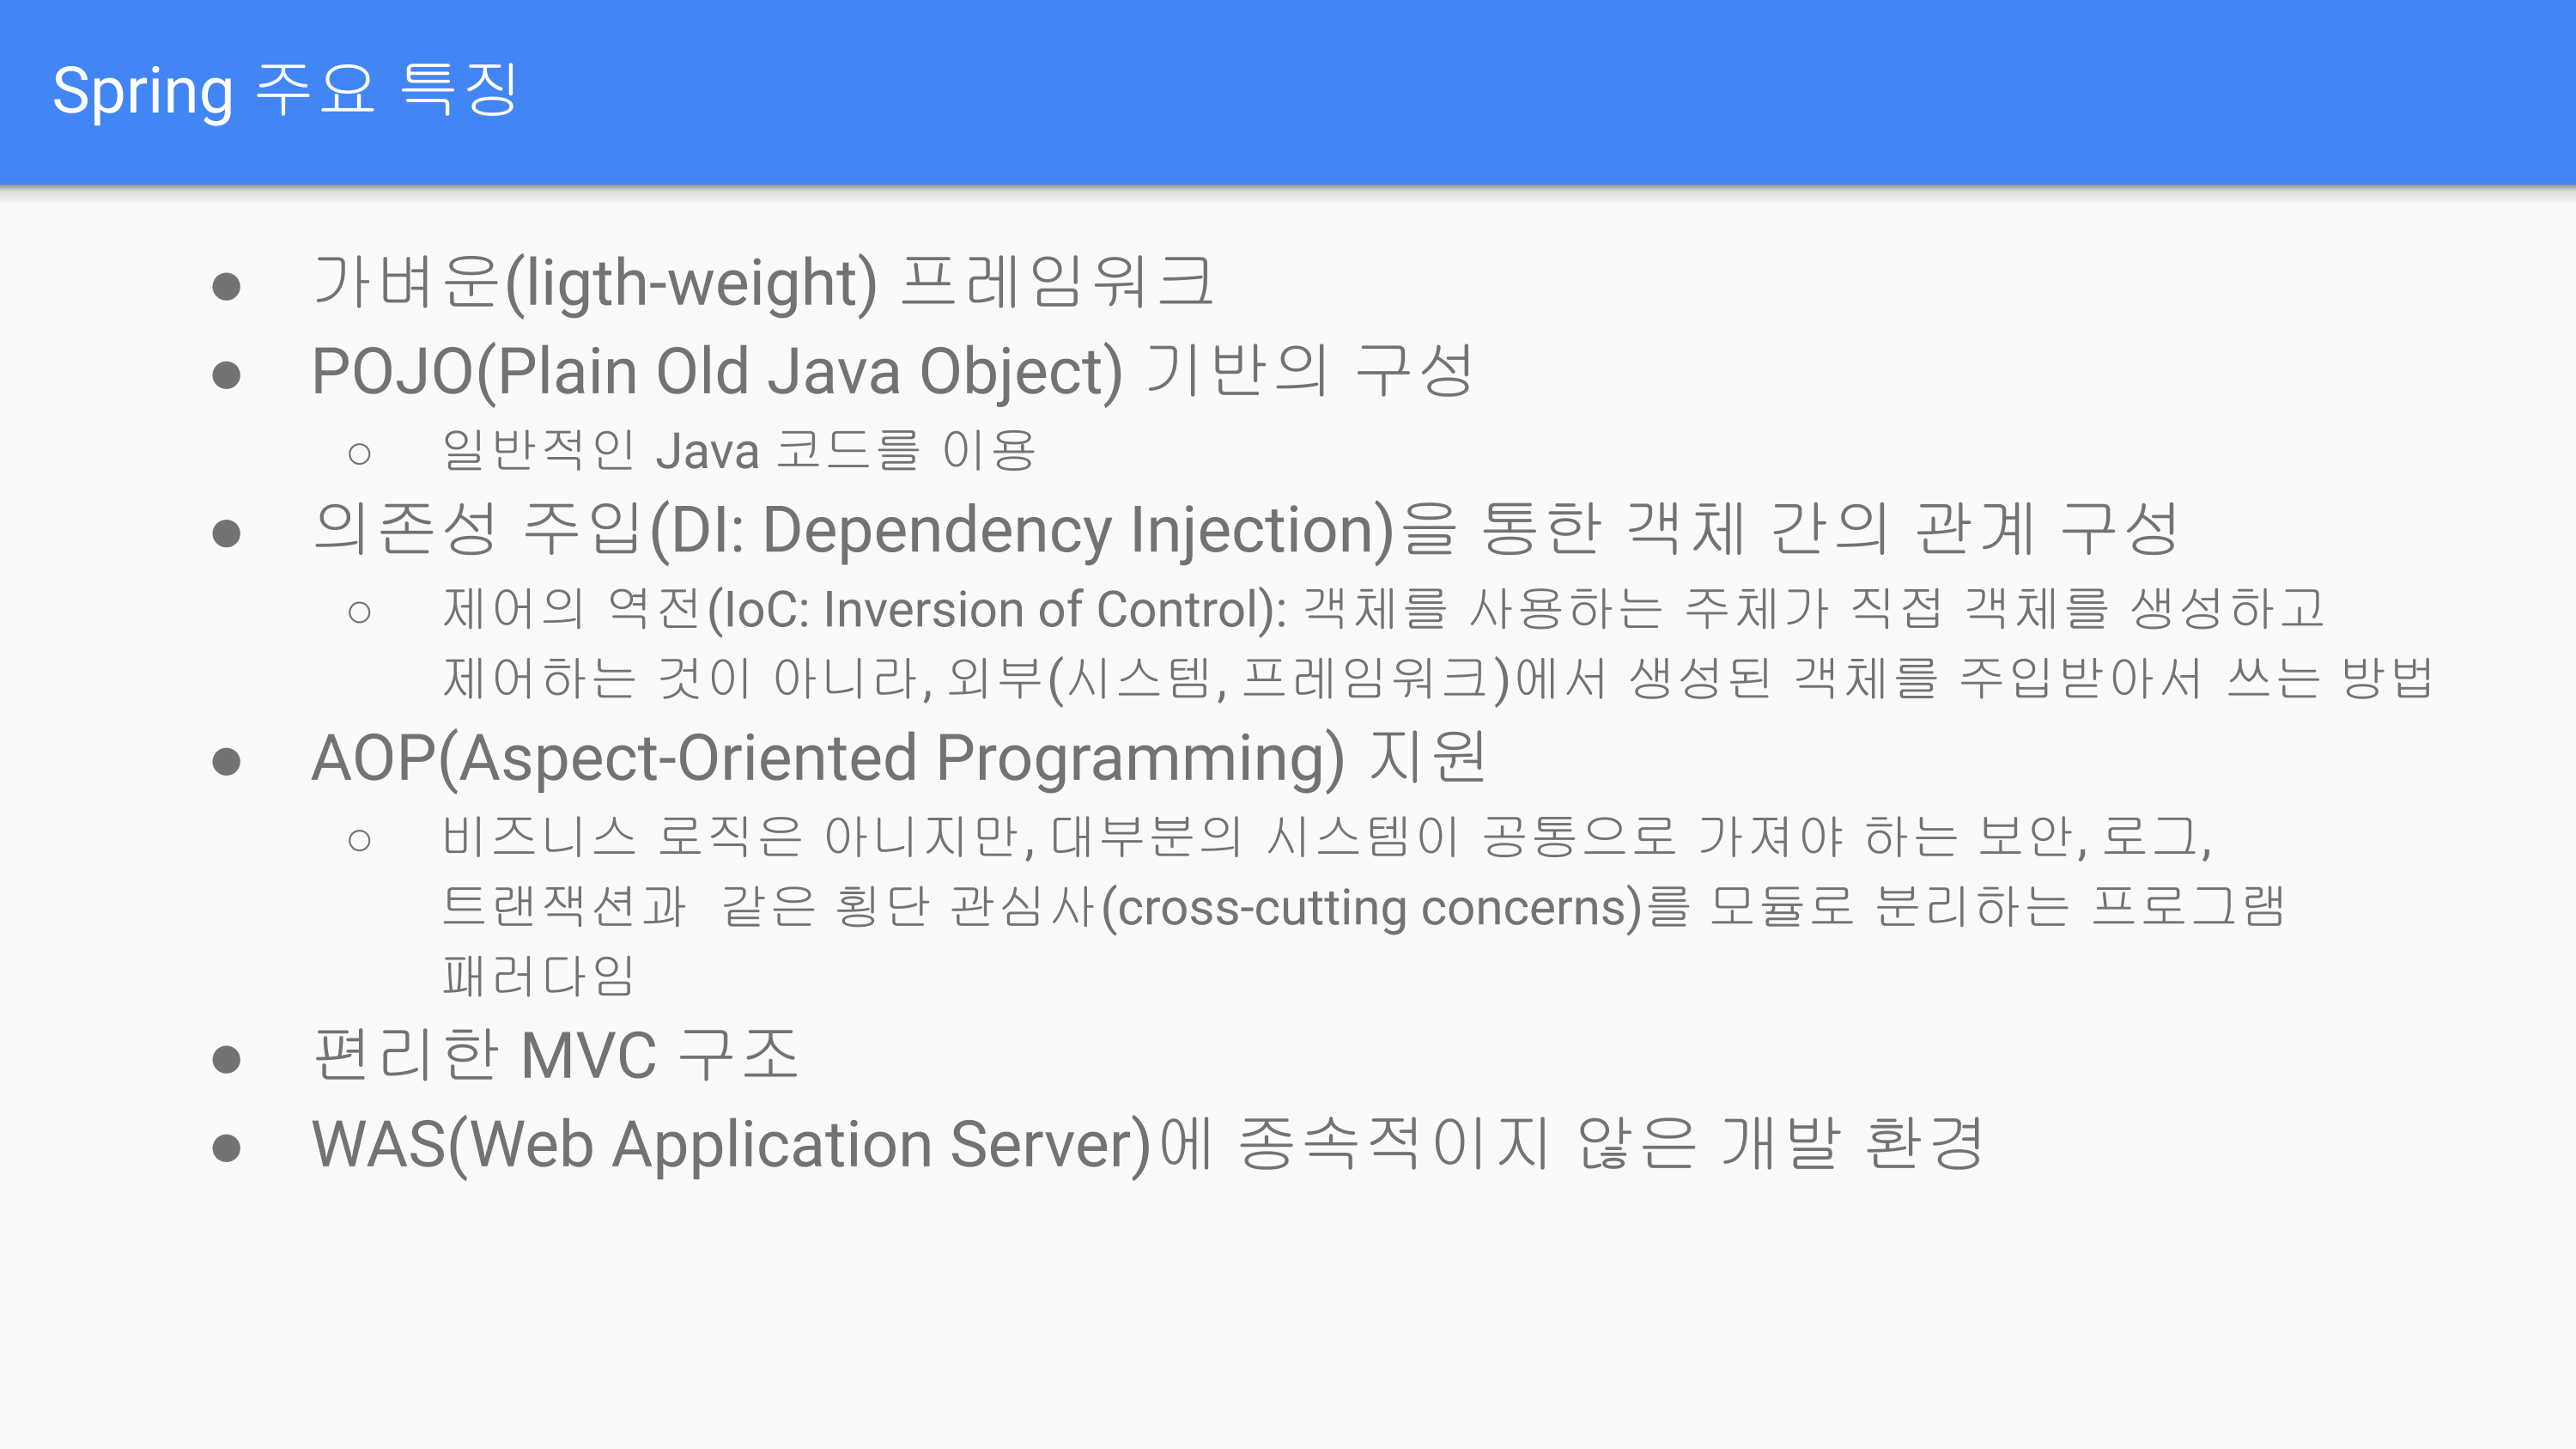 Spring 주요 특징
● 가벼운(ligth-weight) 프레임워크
● POJO(Plain Old Java Object) 기반의 구성
○ 일반적인 Java 코드를 이용
● 의존성 주입(DI: Dependency Injection)을 통한 객체 간의 관계 구성
○ 제어의 역전(IoC: Inversion of Control): 객체를 사용하는 주체가 직접 객체를 생성하고
제어하는 것이 아니라, 외부(시스템, 프레임워크)에서 생성된 객체를 주입받아서 쓰는 방법
● AOP(Aspect-Oriented Programming) 지원
○ 비즈니스 로직은 아니지만, 대부분의 시스템이 공통으로 가져야 하는 보안, 로그,
트랜잭션과 같은 횡단 관심사(cross-cutting concerns)를 모듈로 분리하는 프로그램
패러다임
● 편리한 MVC 구조
● WAS(Web Application Server)에 종속적이지 않은 개발 환경